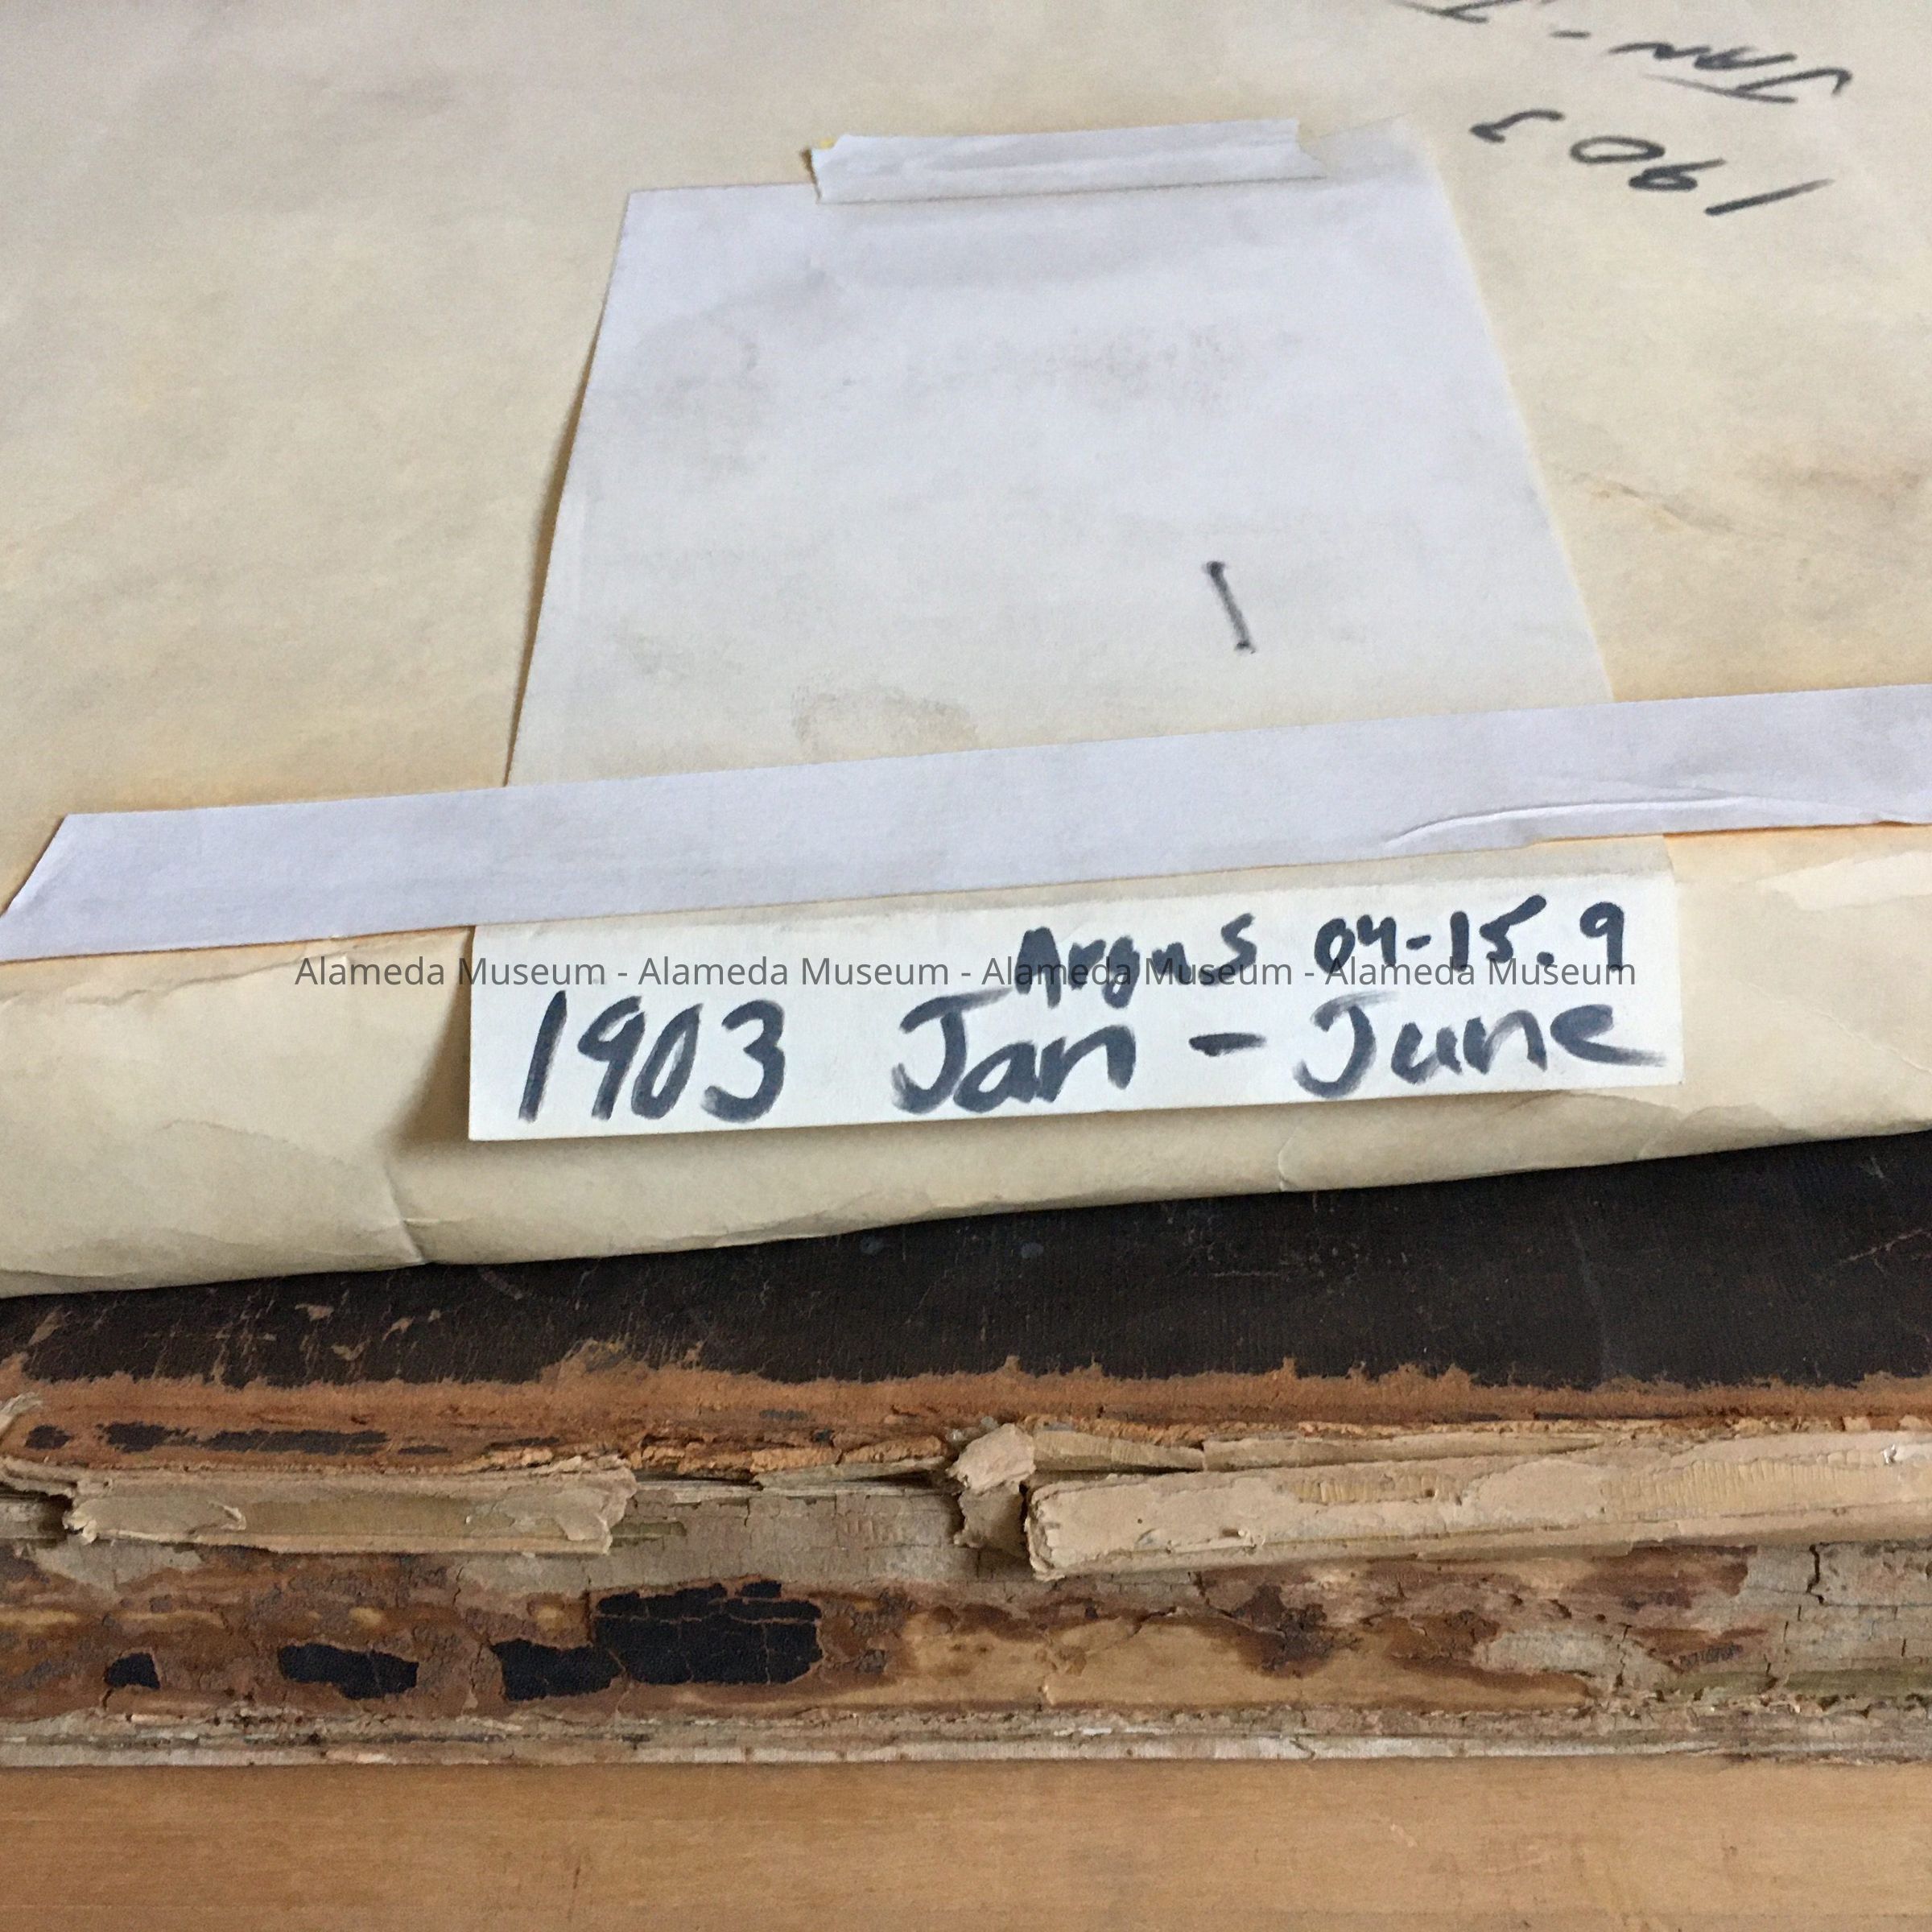 1903
JAN -
1
Argus 04-15.9
Alameda Museum - Alameda Museum - Alameda Museum - Alameda Museum
1903 Jan - June